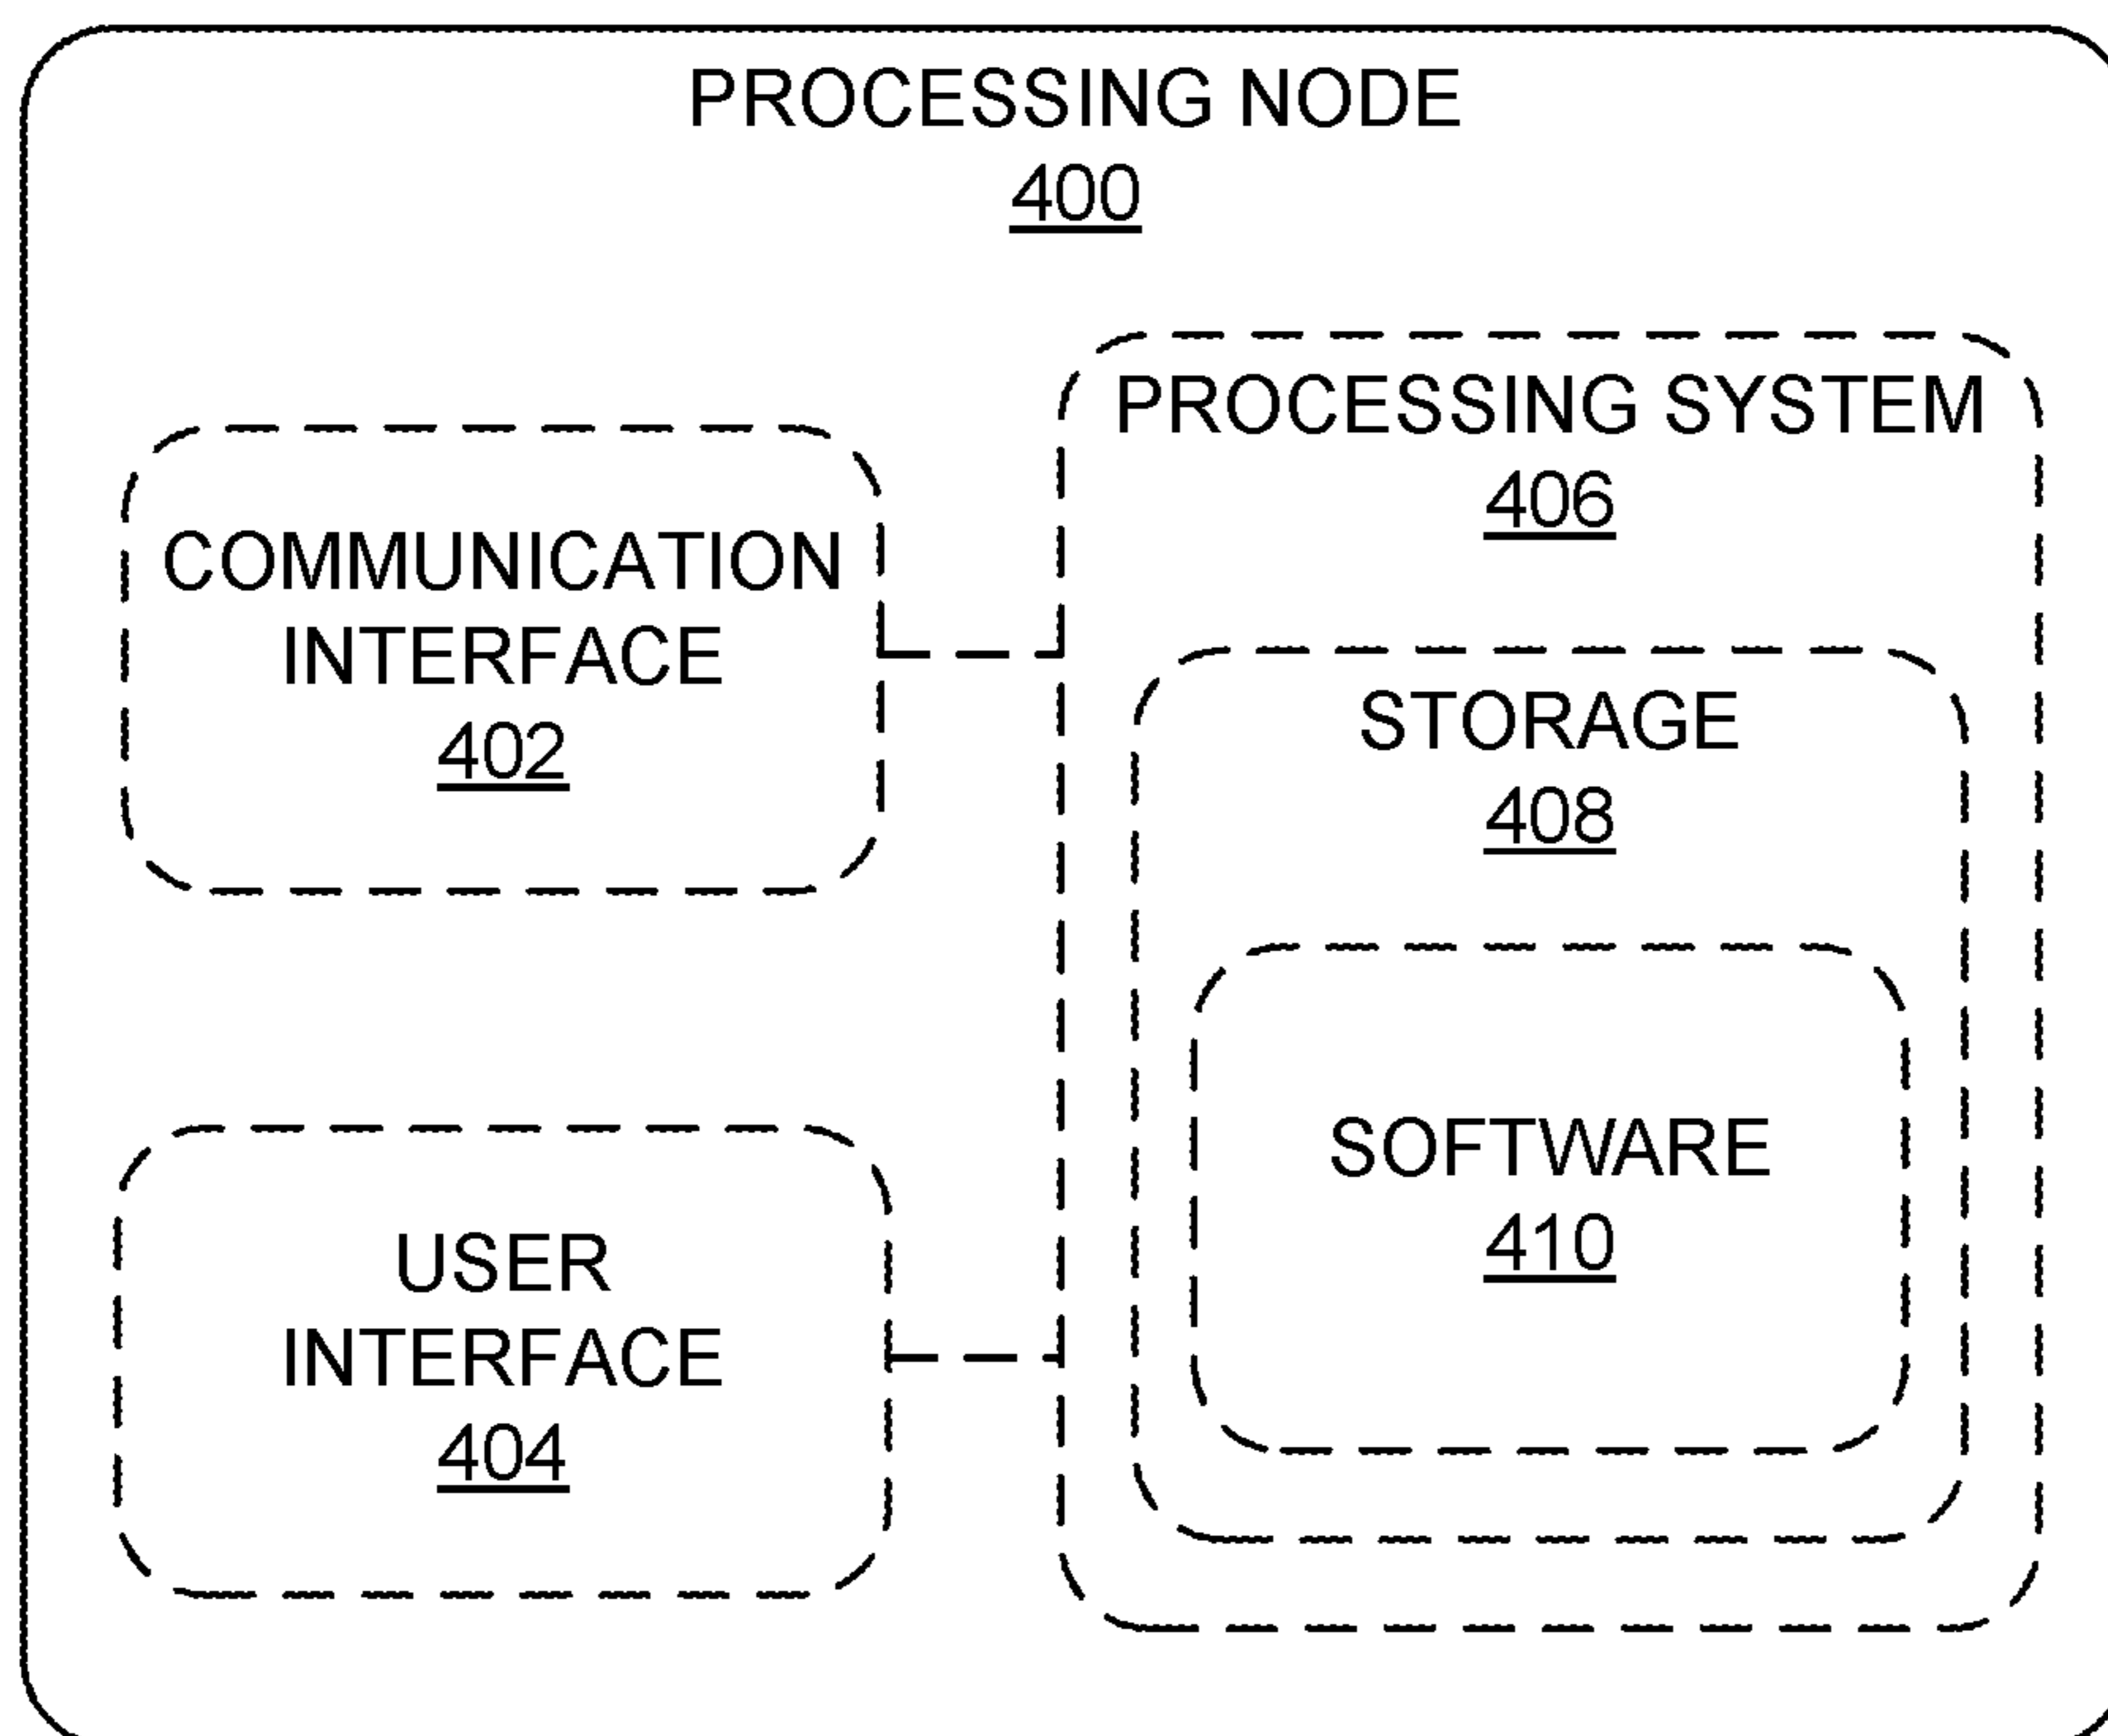 PROCESSING NODE
400
COMMUNICATION
INTERFACE
402
USER
INTERFACE
404
PROCESSING SYSTEM
406
STORAGE
408
SOFTWARE
410